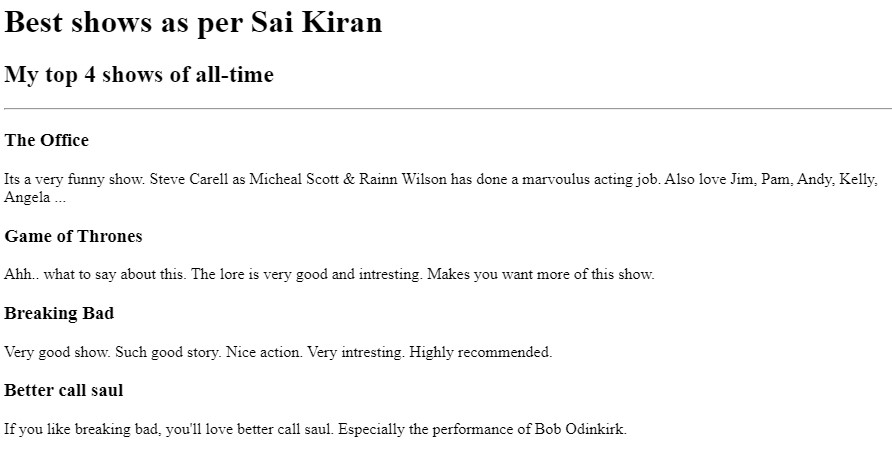 Best shows as per Sai Kiran
My top 4 shows of all-time
The Office
Its a very funny show. Steve Carell as Micheal Scott & Rainn Wilson has done a marvoulus acting job. Also love Jim, Pam, Andy, Kelly,
Angela ...
Game of Thrones
Ahh.. what to say about this. The lore is very good and intresting. Makes you want more of this show.
Breaking Bad
Very good show. Such good story. Nice action. Very intresting. Highly recommended.
Better call saul
If you like breaking bad, you'll love better call saul. Especially the performance of Bob Odinkirk.